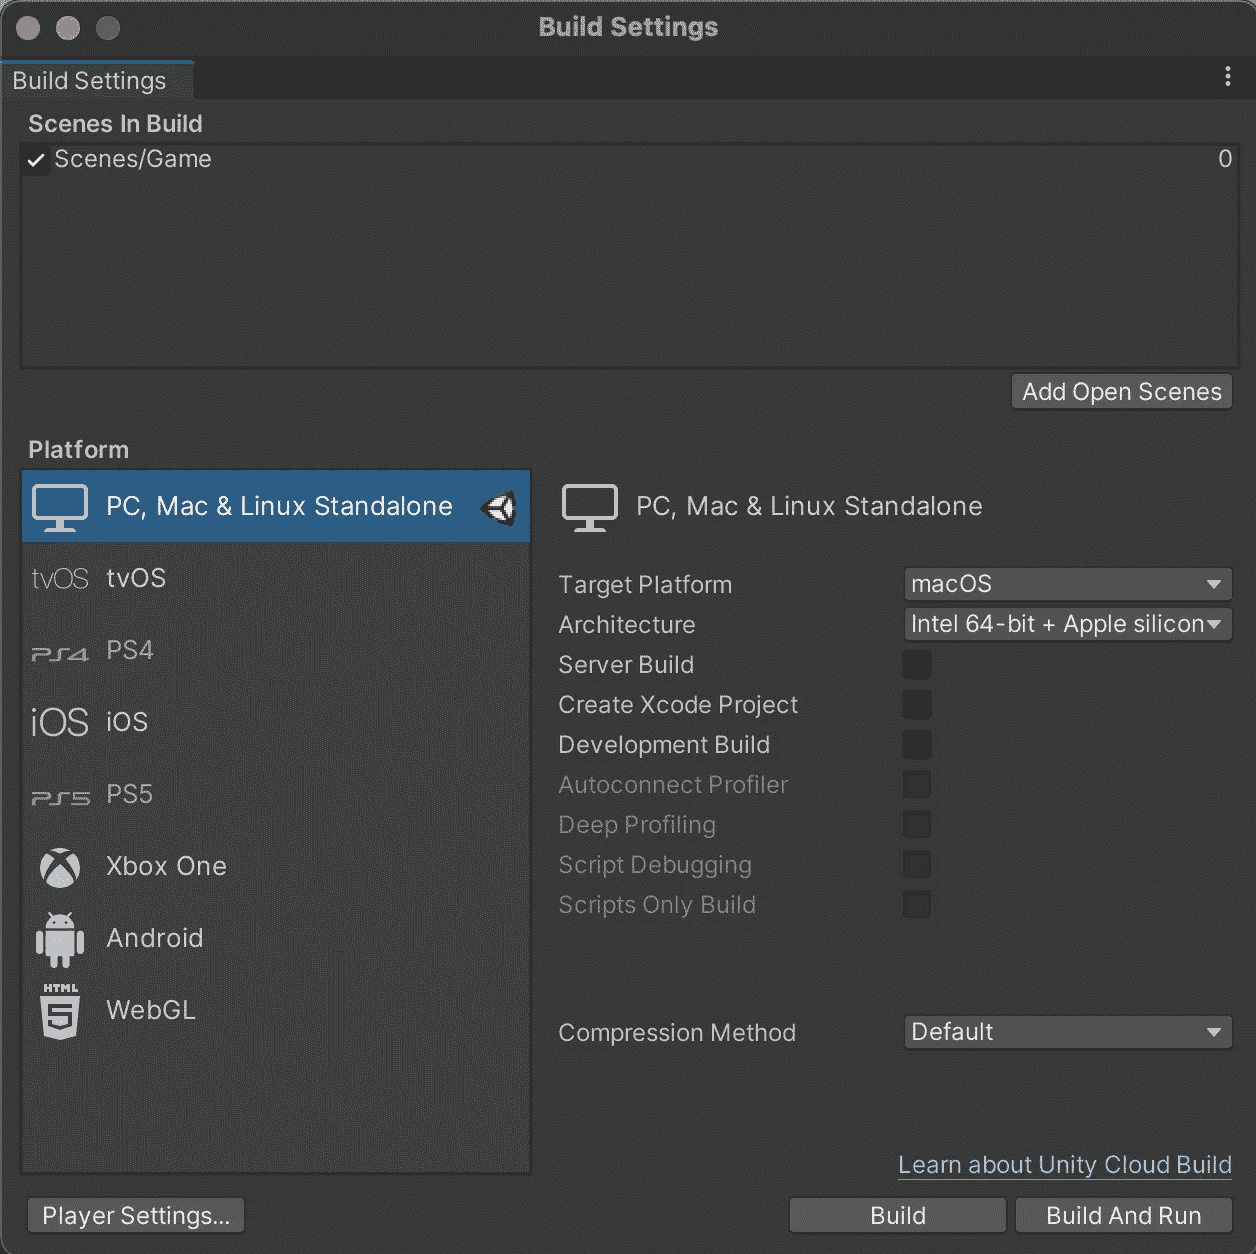 Build Settings
Build Settings
Scenes In Build
Scenes/Game 0
Add Open Scenes
Platform
PC, Mac & Linux Standalone
tvOS tvOS
PS4 PS4
iOS iOS
PS5 PS5
Xbox One
Android
HTML 5 WebGL
PC, Mac & Linux Standalone
Target Platform macOS
Architecture Intel 64-bit + Apple silicon
Server Build
Create Xcode Project
Development Build
Autoconnect Profiler
Deep Profiling
Script Debugging
Scripts Only Build
Compression Method Default
Learn about Unity Cloud Build
Player Settings... Build Build And Run